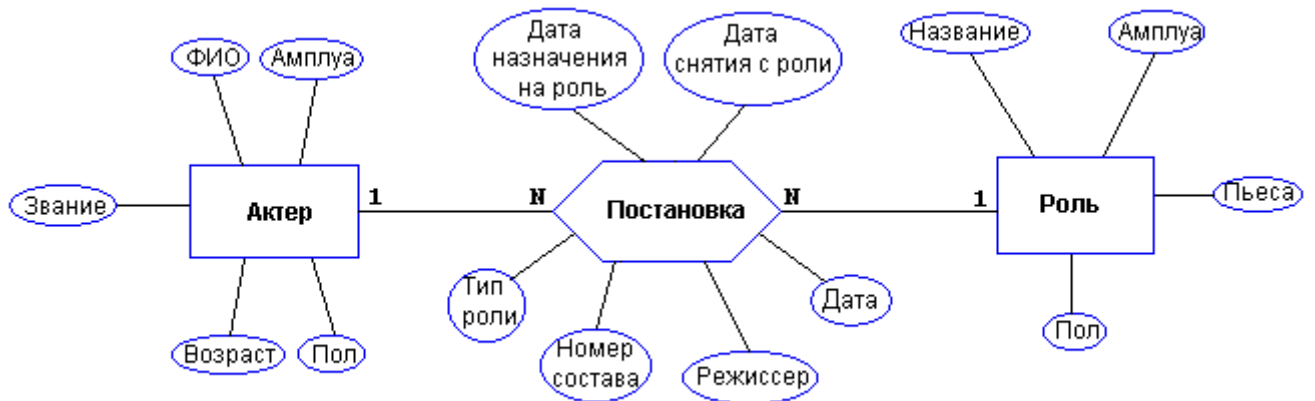 ФИО
Амплуа
Дата
назначения
на роль
Дата
снятия с роли
Название
Амплуа
Звание
Актер
1
N
Постановка
N
1
Роль
Пьеса
Возраст
Пол
Тип
роли
Номер
состава
Режиссер
Дата
Пол